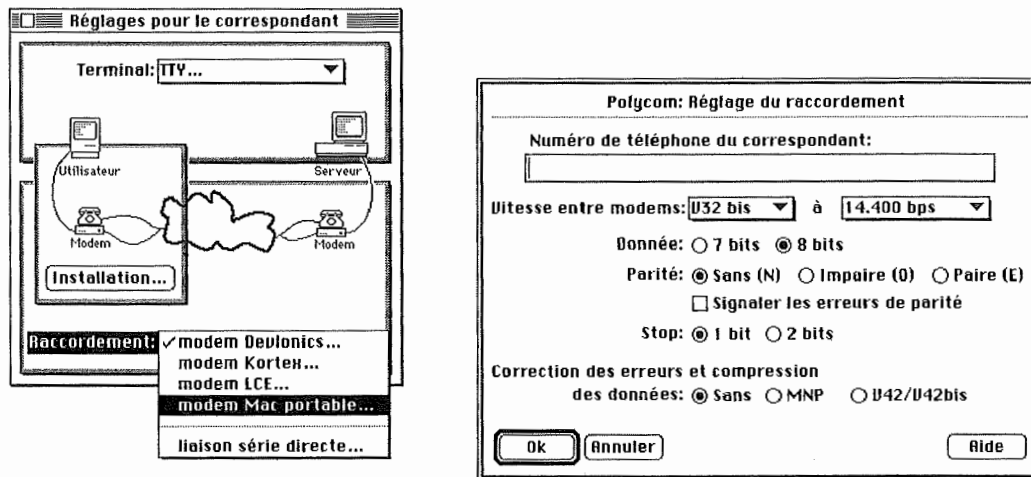 Réglages pour le correspondant
Terminal: TTY...
Utilisateur
Serveur
Modem
Modem
Installation...
Raccordement: ✓modem Devlonics...
modem Kortex...
modem LCE...
modem Mac portable...
liaison série directe...
Polycom: Réglage du raccordement
Numéro de téléphone du correspondant:
Vitesse entre modems: V32 bis à 14.400 bps
Donnée: 7 bits 8 bits
Parité: Sans (N) Impaire (O) Paire (E)
Signaler les erreurs de parité
Stop: 1 bit 2 bits
Correction des erreurs et compression
des données: Sans MNP V42/V42bis
Ok Annuler Aide